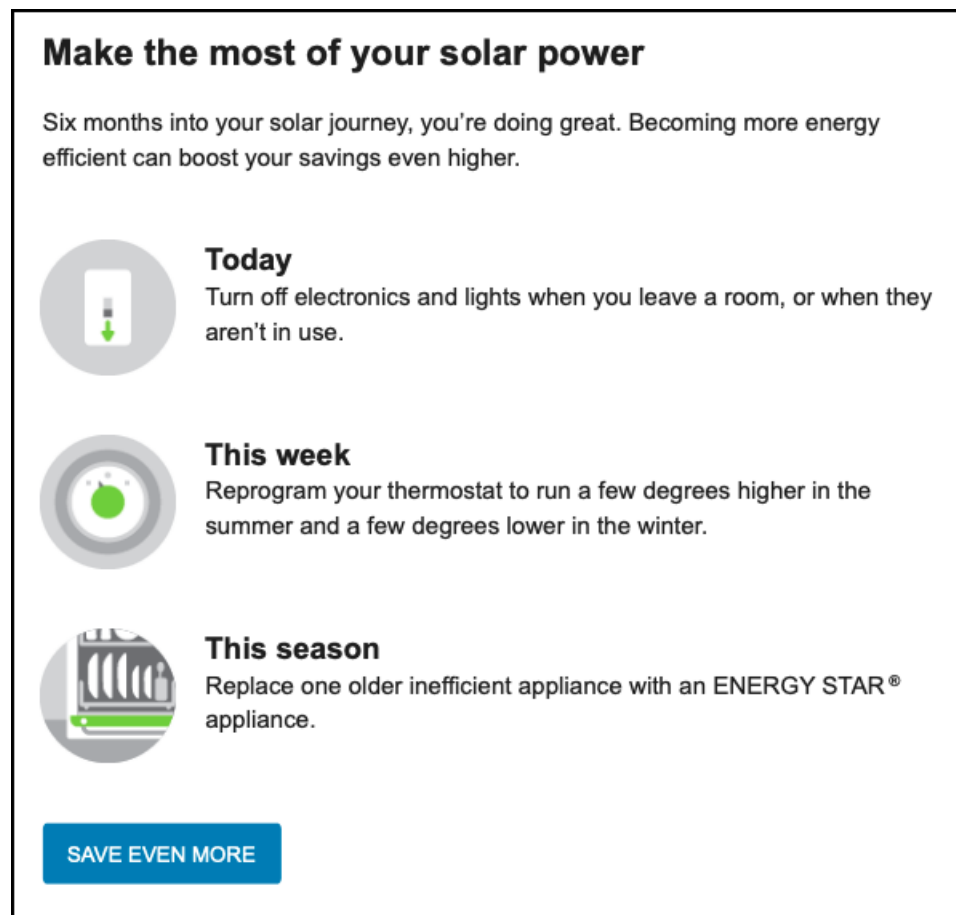 Make the most of your solar power
Six months into your solar journey, you’re doing great. Becoming more energy
efficient can boost your savings even higher.
Today
Turn off electronics and lights when you leave a room, or when they
aren’t in use.
This week
Reprogram your thermostat to run a few degrees higher in the
summer and a few degrees lower in the winter.
This season
Replace one older inefficient appliance with an ENERGY STAR®
appliance.
SAVE EVEN MORE